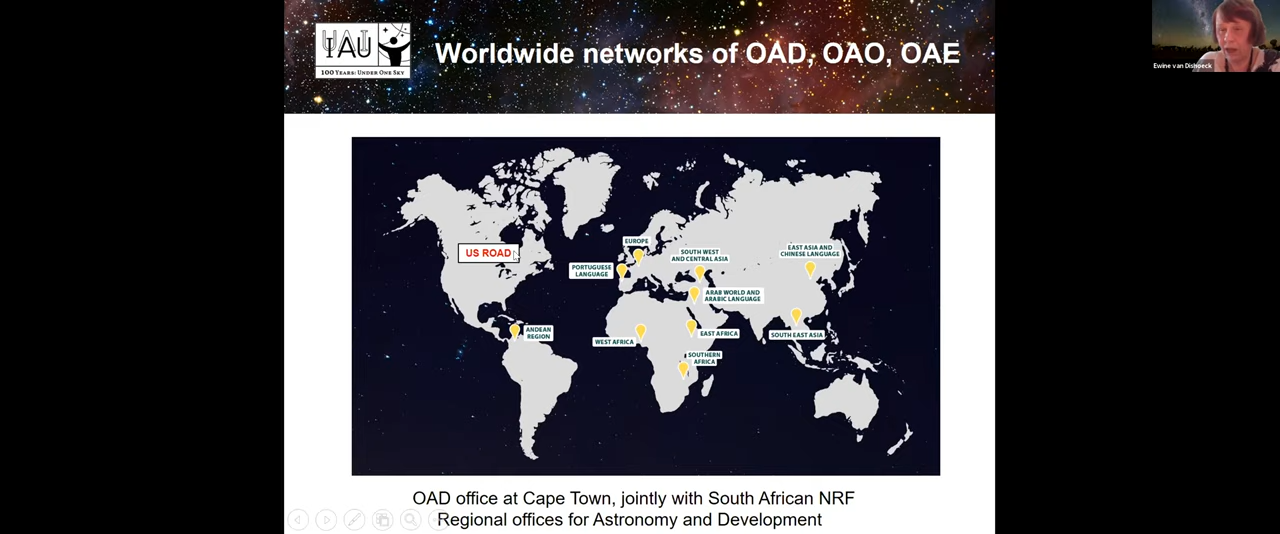 IAU
100 YEARS: UNDER ONE SKY
Worldwide networks of OAD, OAO, OAE
Ewine van Dishoeck
US ROAD
EUROPE
PORTUGUESE
LANGUAGE
SOUTH WEST
AND CENTRAL ASIA
EAST ASIA AND
CHINESE LANGUAGE
ARAB WORLD AND
ARABIC LANGUAGE
ANDEAN
REGION
WEST AFRICA
EAST AFRICA
SOUTH EAST ASIA
SOUTHERN
AFRICA
OAD office at Cape Town, jointly with South African NRF
Regional offices for Astronomy and Development